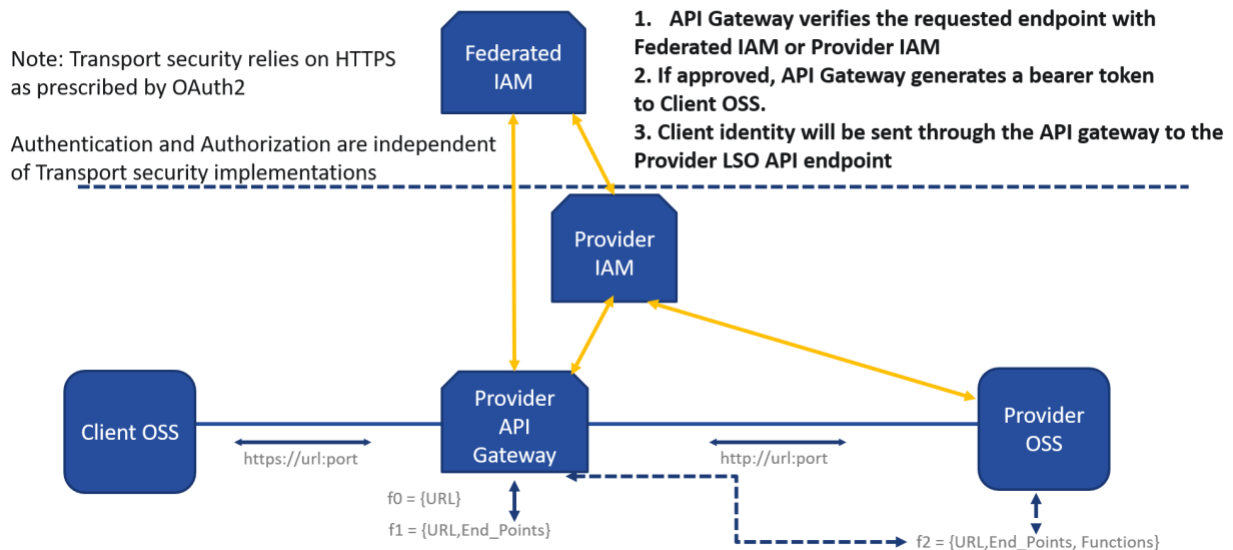 Note: Transport security relies on HTTPS
as prescribed by OAuth2
Authentication and Authorization are independent
of Transport security implementations
Federated
IAM
1. API Gateway verifies the requested endpoint with
Federated IAM or Provider IAM
2. If approved, API Gateway generates a bearer token
to Client OSS.
3. Client identity will be sent through the API gateway to the
Provider LSO API endpoint
Provider
IAM
Client OSS
https://url:port
Provider
API
Gateway
http://url:port
Provider
OSS
f0 = {URL}
f1 = {URL,End_Points}
f2 = {URL,End_Points, Functions}